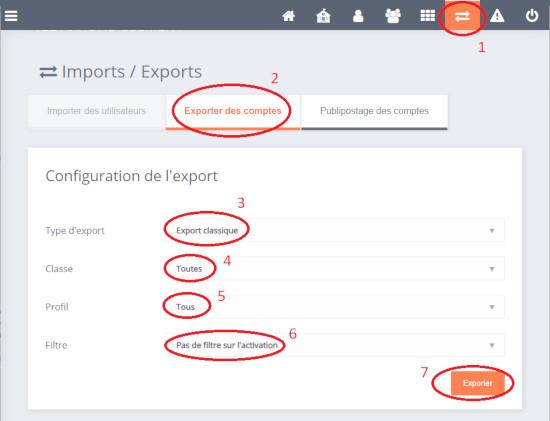 1
Imports / Exports
2
Importer des utilisateurs
Exporter des comptes
Publipostage des comptes
Configuration de l'export
3
Type d'export
Export classique
Classe
Toutes
4
Profil
Tous
5
Filtre
Pas de filtre sur l'activation
6
7
Exporter